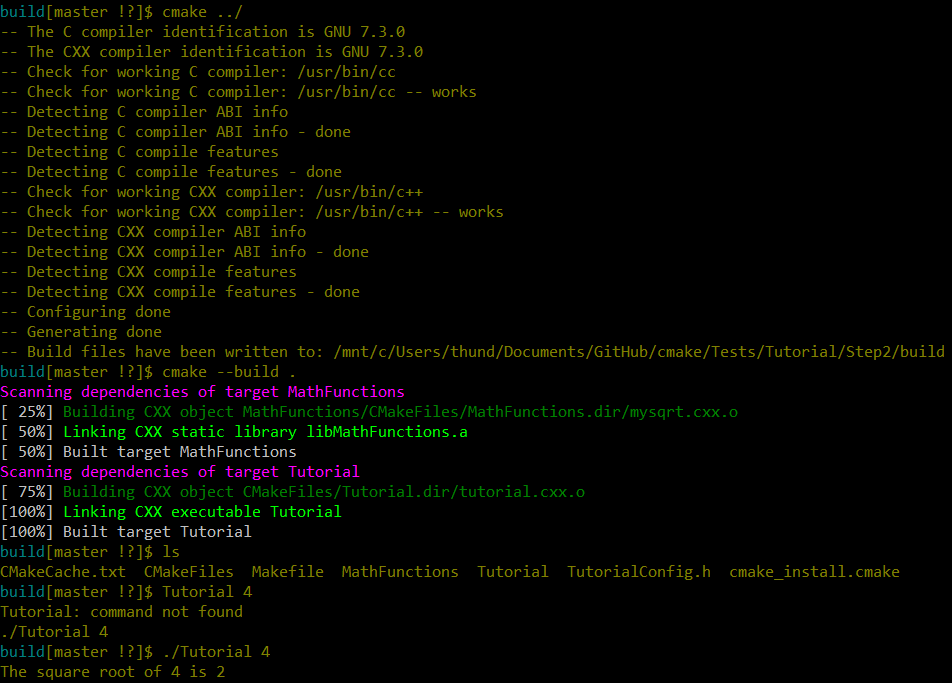 build[master !?]$ cmake ../
-- The C compiler identification is GNU 7.3.0
-- The CXX compiler identification is GNU 7.3.0
-- Check for working C compiler: /usr/bin/cc
-- Check for working C compiler: /usr/bin/cc -- works
-- Detecting C compiler ABI info
-- Detecting C compiler ABI info - done
-- Detecting C compile features
-- Detecting C compile features - done
-- Check for working CXX compiler: /usr/bin/c++
-- Check for working CXX compiler: /usr/bin/c++ -- works
-- Detecting CXX compiler ABI info
-- Detecting CXX compiler ABI info - done
-- Detecting CXX compile features
-- Detecting CXX compile features - done
-- Configuring done
-- Generating done
-- Build files have been written to: /mnt/c/Users/thund/Documents/GitHub/cmake/Tests/Tutorial/Step2/build
build[master !?]$ cmake --build .
Scanning dependencies of target MathFunctions
[ 25%] Building CXX object MathFunctions/CMakeFiles/MathFunctions.dir/mysqrt.cxx.o
[ 50%] Linking CXX static library libMathFunctions.a
[ 50%] Built target MathFunctions
Scanning dependencies of target Tutorial
[ 75%] Building CXX object CMakeFiles/Tutorial.dir/tutorial.cxx.o
[100%] Linking CXX executable Tutorial
[100%] Built target Tutorial
build[master !?]$ ls
CMakeCache.txt  CMakeFiles  Makefile  MathFunctions  Tutorial  TutorialConfig.h  cmake_install.cmake
build[master !?]$ Tutorial 4
Tutorial: command not found
./Tutorial 4
build[master !?]$ ./Tutorial 4
The square root of 4 is 2